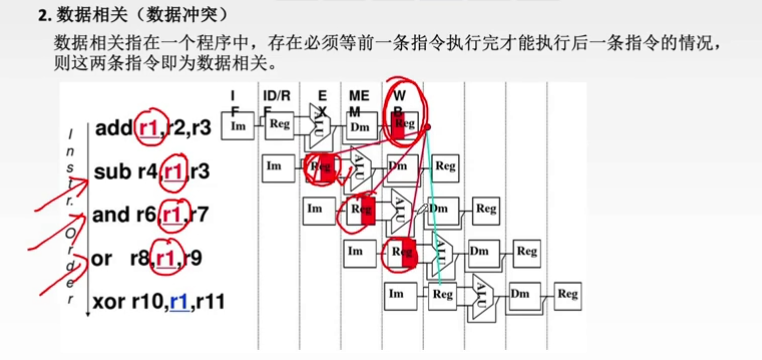 2. 数据相关（数据冲突）
数据相关指在一个程序中，存在必须等前一条指令执行完才能执行后一条指令的情况，
则这两条指令即为数据相关。
IF ID/RF EX MEM WB
Instr. Order
add r1,r2,r3 Im Reg ALU Dm Reg
sub r4,r1,r3 Im Reg ALU Dm Reg
and r6,r1,r7 Im Reg ALU Dm Reg
or r8,r1,r9 Im Reg ALU Dm Reg
xor r10,r1,r11 Im Reg ALU Dm Reg